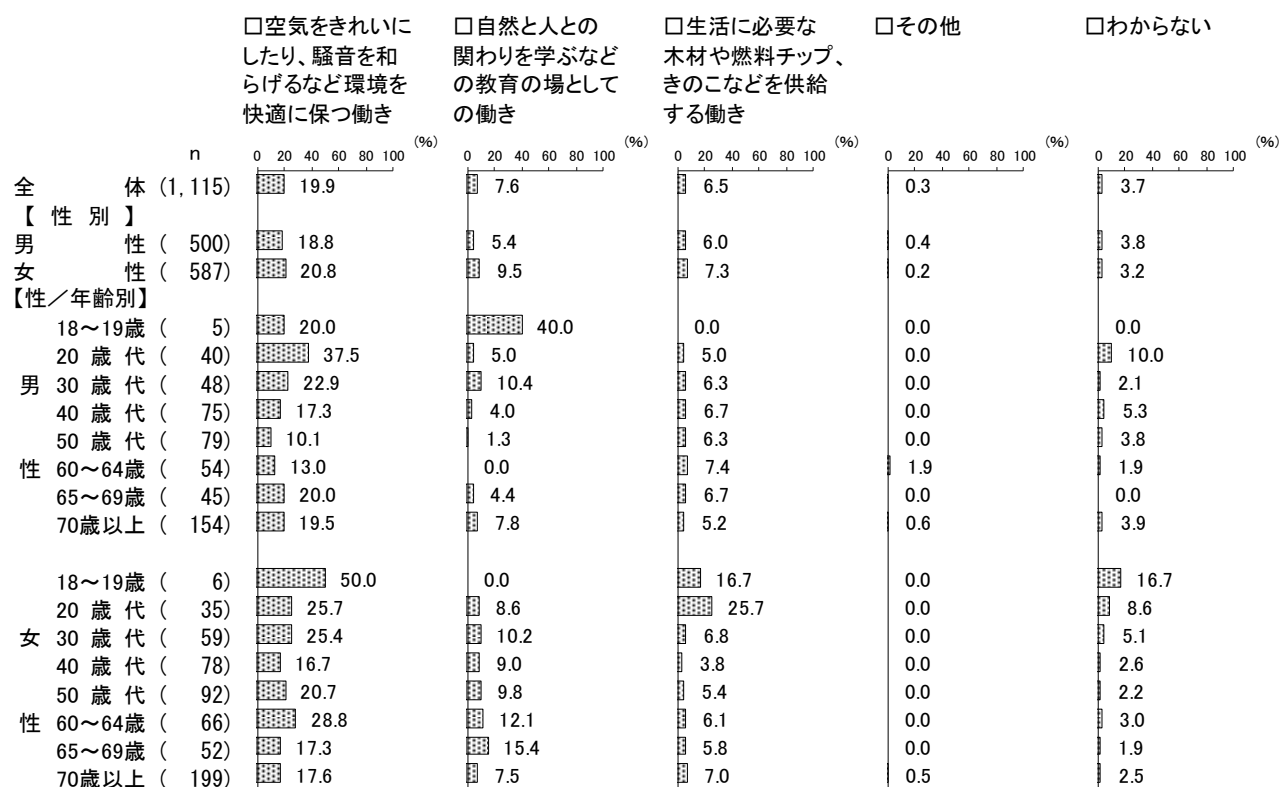 □空気をきれいに
したり、騒音を和
らげるなど環境を
快適に保つ働き
□自然と人との
関わりを学ぶなど
の教育の場として
の働き
□生活に必要な
木材や燃料チップ、
きのこなどを供給
する働き
□その他
□わからない
(%) (%) (%) (%) (%)
n 0 20 40 60 80 100 0 20 40 60 80 100 0 20 40 60 80 100 0 20 40 60 80 100 0 20 40 60 80 100
全体 (1,115) 19.9 7.6 6.5 0.3 3.7
【性別】
男性 ( 500) 18.8 5.4 6.0 0.4 3.8
女性 ( 587) 20.8 9.5 7.3 0.2 3.2
【性／年齢別】
18～19歳 ( 5) 20.0 40.0 0.0 0.0 0.0
20歳代 ( 40) 37.5 5.0 5.0 0.0 10.0
男 30歳代 ( 48) 22.9 10.4 6.3 0.0 2.1
40歳代 ( 75) 17.3 4.0 6.7 0.0 5.3
50歳代 ( 79) 10.1 1.3 6.3 0.0 3.8
性 60～64歳 ( 54) 13.0 0.0 7.4 1.9 1.9
65～69歳 ( 45) 20.0 4.4 6.7 0.0 0.0
70歳以上 ( 154) 19.5 7.8 5.2 0.6 3.9
18～19歳 ( 6) 50.0 0.0 16.7 0.0 16.7
20歳代 ( 35) 25.7 8.6 25.7 0.0 8.6
女 30歳代 ( 59) 25.4 10.2 6.8 0.0 5.1
40歳代 ( 78) 16.7 9.0 3.8 0.0 2.6
50歳代 ( 92) 20.7 9.8 5.4 0.0 2.2
性 60～64歳 ( 66) 28.8 12.1 6.1 0.0 3.0
65～69歳 ( 52) 17.3 15.4 5.8 0.0 1.9
70歳以上 ( 199) 17.6 7.5 7.0 0.5 2.5